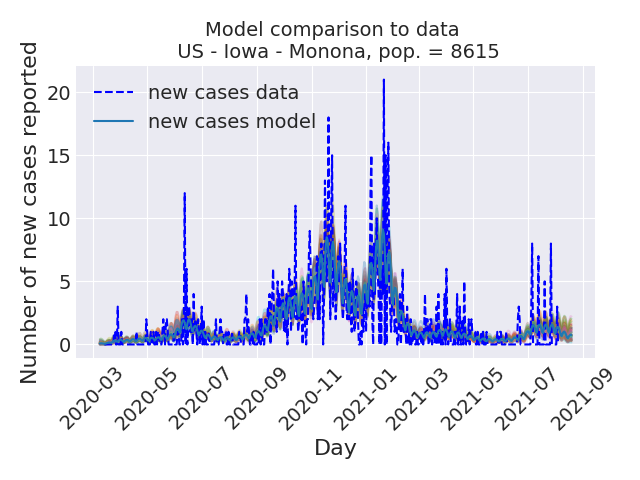 Model comparison to data
US - Iowa - Monona, pop. = 8615
Number of new cases reported
20
15
10
5
0
new cases data
new cases model
2020-03
2020-05
2020-07
2020-09
2020-11
2021-01
2021-03
2021-05
2021-07
2021-09
Day